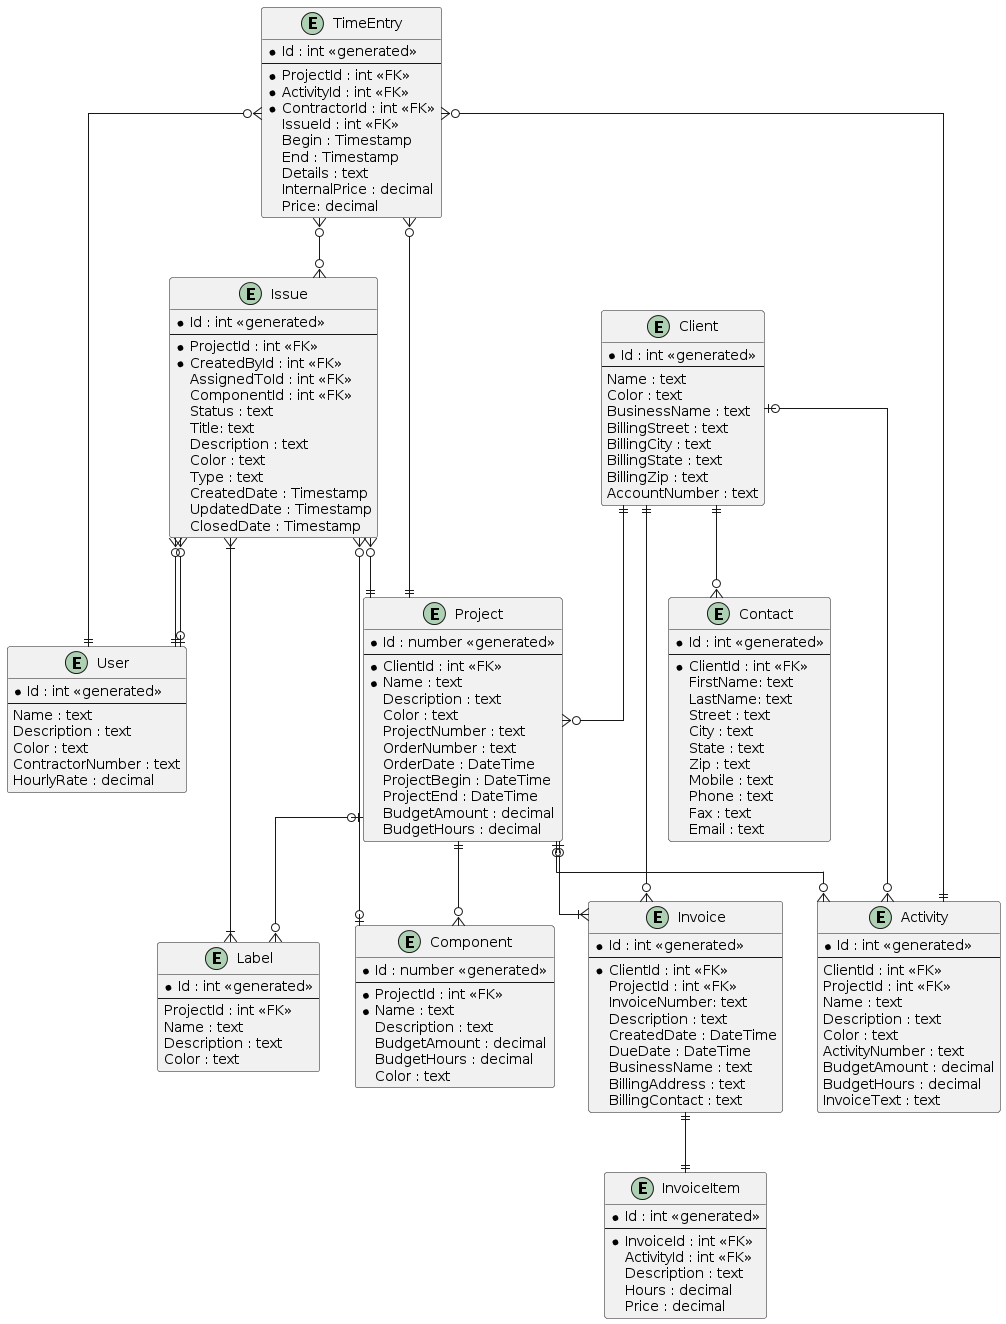 E TimeEntry
Id : int «generated»
ProjectId : int «FK»
ActivityId : int «FK»
ContractorId : int «FK»
IssueId : int «FK»
Begin : Timestamp
End : Timestamp
Details : text
InternalPrice : decimal
Price: decimal
E Issue
Id : int «generated»
ProjectId : int «FK»
CreatedById : int «FK»
AssignedToId : int «FK»
ComponentId : int «FK»
Status : text
Title: text
Description : text
Color : text
Type : text
CreatedDate : Timestamp
UpdatedDate : Timestamp
ClosedDate : Timestamp
E Client
Id : int «generated»
Name : text
Color : text
BusinessName : text
BillingStreet : text
BillingCity : text
BillingState : text
BillingZip : text
AccountNumber : text
E User
Id : int «generated»
Name : text
Description : text
Color : text
ContractorNumber : text
HourlyRate : decimal
E Project
Id : number «generated»
ClientId : int «FK»
Name : text
Description : text
Color : text
ProjectNumber : text
OrderNumber : text
OrderDate : DateTime
ProjectBegin : DateTime
ProjectEnd : DateTime
BudgetAmount : decimal
BudgetHours : decimal
E Contact
Id : int «generated»
ClientId : int «FK»
FirstName: text
LastName: text
Street : text
City : text
State : text
Zip : text
Mobile : text
Phone : text
Fax : text
Email : text
E Label
Id : int «generated»
ProjectId : int «FK»
Name : text
Description : text
Color : text
E Component
Id : number «generated»
ProjectId : int «FK»
Name : text
Description : text
BudgetAmount : decimal
BudgetHours : decimal
Color : text
E Invoice
Id : int «generated»
ClientId : int «FK»
ProjectId : int «FK»
InvoiceNumber: text
Description : text
CreatedDate : DateTime
DueDate : DateTime
BusinessName : text
BillingAddress : text
BillingContact : text
E Activity
Id : int «generated»
ClientId : int «FK»
ProjectId : int «FK»
Name : text
Description : text
Color : text
ActivityNumber : text
BudgetAmount : decimal
BudgetHours : decimal
InvoiceText : text
E InvoiceItem
Id : int «generated»
InvoiceId : int «FK»
ActivityId : int «FK»
Description : text
Hours : decimal
Price : decimal